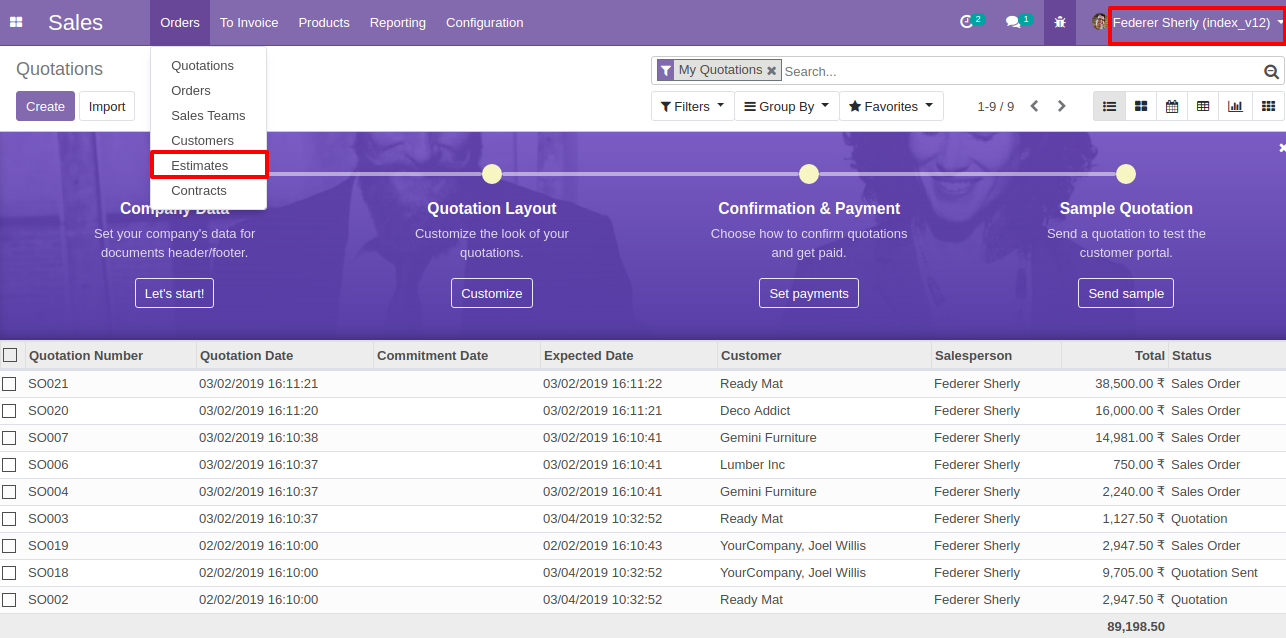 Sales Orders To Invoice Products Reporting Configuration 2 1 Federer Sherly (index_v12)
Quotations
Quotations
Orders
Sales Teams
Customers
Estimates
Contracts
My Quotations Search...
Create Import
Filters Group By Favorites 1-9 / 9
Company Data
Set your company's data for
documents header/footer.
Let's start!
Quotation Layout
Customize the look of your
quotations.
Customize
Confirmation & Payment
Choose how to confirm quotations
and get paid.
Set payments
Sample Quotation
Send a quotation to test the
customer portal.
Send sample
Quotation Number Quotation Date Commitment Date Expected Date Customer Salesperson Total Status
SO021 03/02/2019 16:11:21 03/02/2019 16:11:22 Ready Mat Federer Sherly 38,500.00 ₹ Sales Order
SO020 03/02/2019 16:11:20 03/02/2019 16:11:21 Deco Addict Federer Sherly 16,000.00 ₹ Sales Order
SO007 03/02/2019 16:10:38 03/02/2019 16:10:41 Gemini Furniture Federer Sherly 14,981.00 ₹ Sales Order
SO006 03/02/2019 16:10:37 03/02/2019 16:10:41 Lumber Inc Federer Sherly 750.00 ₹ Sales Order
SO004 03/02/2019 16:10:37 03/02/2019 16:10:41 Gemini Furniture Federer Sherly 2,240.00 ₹ Sales Order
SO003 03/02/2019 16:10:37 03/04/2019 10:32:52 Ready Mat Federer Sherly 1,127.50 ₹ Quotation
SO019 02/02/2019 16:10:00 02/02/2019 16:10:43 YourCompany, Joel Willis Federer Sherly 2,947.50 ₹ Sales Order
SO018 02/02/2019 16:10:00 03/04/2019 10:32:52 YourCompany, Joel Willis Federer Sherly 9,705.00 ₹ Quotation Sent
SO002 02/02/2019 16:10:00 03/04/2019 10:32:52 Ready Mat Federer Sherly 2,947.50 ₹ Quotation
89,198.50